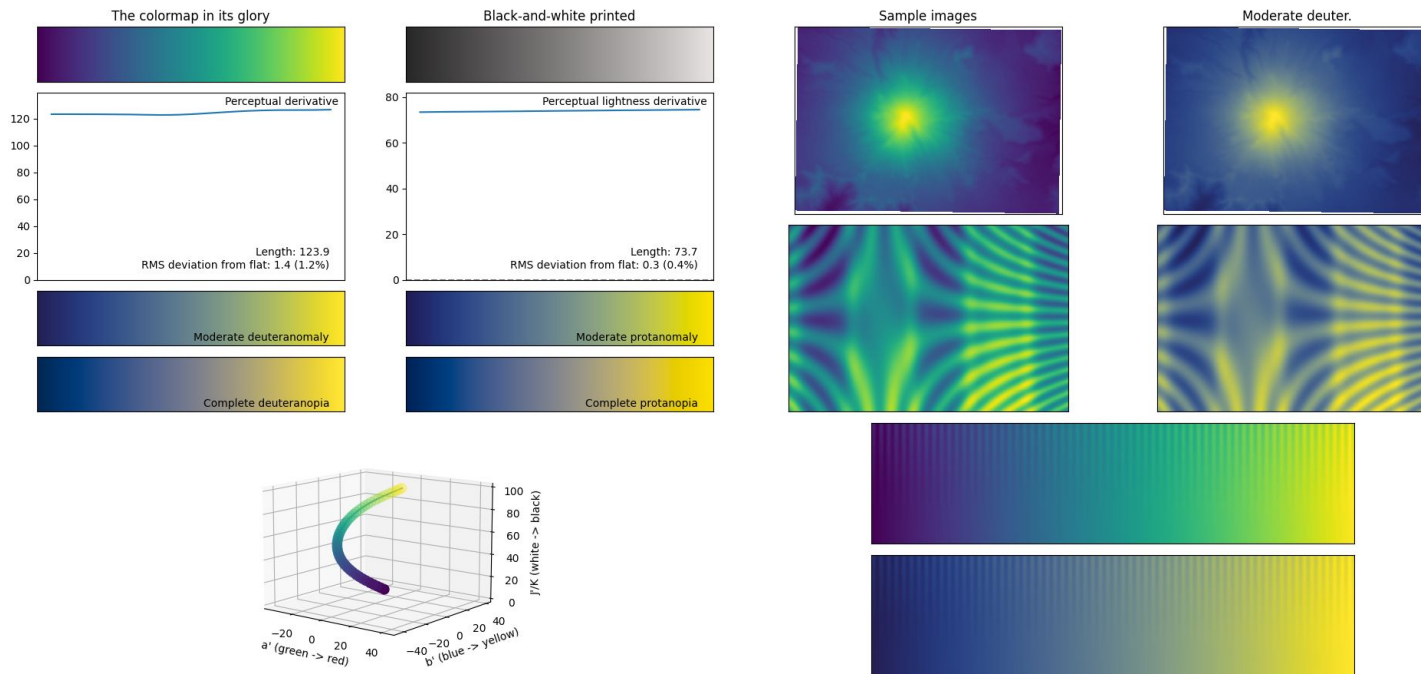 The colormap in its glory
Black-and-white printed
Sample images
Moderate deuter.
Perceptual derivative
120
100
80
60
40
20
0
Length: 123.9
RMS deviation from flat: 1.4 (1.2%)
Perceptual lightness derivative
80
60
40
20
0
Length: 73.7
RMS deviation from flat: 0.3 (0.4%)
Moderate deuteranomaly
Moderate protanomaly
Complete deuteranopia
Complete protanopia
100
80
60
40
20
0
J'/K (white -> black)
−20 0 20 40
a' (green -> red)
−40 −20 0 20 40
b' (blue -> yellow)